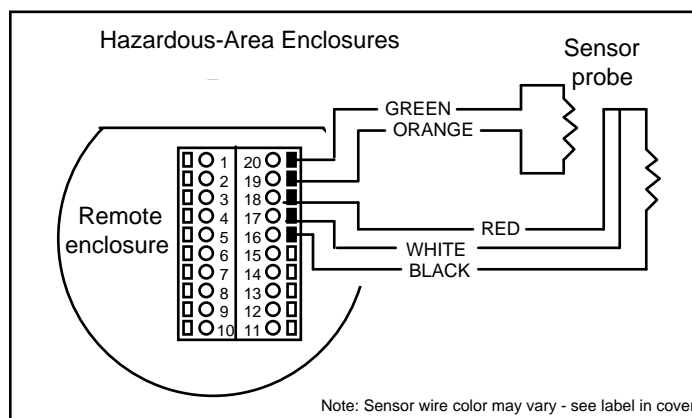 Hazardous-Area Enclosures
Sensor
probe
GREEN
ORANGE
Remote
enclosure
1 20
2 19
3 18
4 17
5 16
6 15
7 14
8 13
9 12
10 11
RED
WHITE
BLACK
Note: Sensor wire color may vary - see label in cover